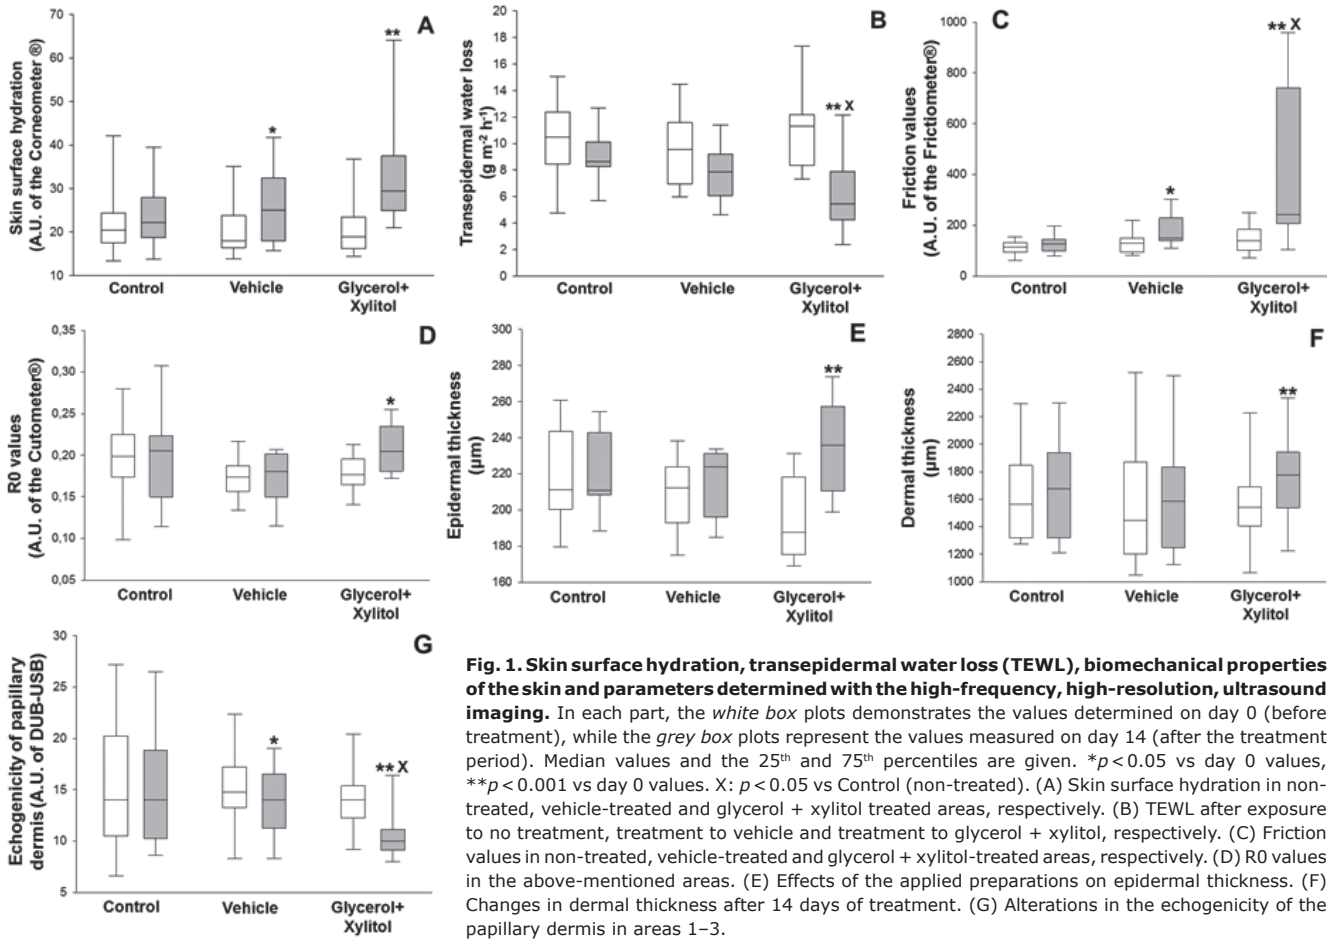 A
Skin surface hydration
(A.U. of the Corneometer ®)
70
60
50
40
30
20
10
*
**
Control
Vehicle
Glycerol+
Xylitol
B
Transepidermal water loss
(g m-2 h-1)
20
18
16
14
12
10
8
6
4
2
0
** X
Control
Vehicle
Glycerol+
Xylitol
C
Friction values
(A.U. of the Frictiometer®)
1000
800
600
400
200
0
*
** X
Control
Vehicle
Glycerol+
Xylitol
D
R0 values
(A.U. of the Cutometer®)
0,35
0,30
0,25
0,20
0,15
0,10
0,05
*
Control
Vehicle
Glycerol+
Xylitol
E
Epidermal thickness
(µm)
300
280
260
240
220
200
180
160
**
Control
Vehicle
Glycerol+
Xylitol
F
Dermal thickness
(µm)
2800
2600
2400
2200
2000
1800
1600
1400
1200
1000
**
Control
Vehicle
Glycerol+
Xylitol
G
Echogenicity of papillary
dermis (A.U. of DUB-USB)
30
25
20
15
10
5
*
** X
Control
Vehicle
Glycerol+
Xylitol
Fig. 1. Skin surface hydration, transepidermal water loss (TEWL), biomechanical properties
of the skin and parameters determined with the high-frequency, high-resolution, ultrasound
imaging. In each part, the white box plots demonstrates the values determined on day 0 (before
treatment), while the grey box plots represent the values measured on day 14 (after the treatment
period). Median values and the 25th and 75th percentiles are given. *p < 0.05 vs day 0 values,
**p < 0.001 vs day 0 values. X: p < 0.05 vs Control (non-treated). (A) Skin surface hydration in non-
treated, vehicle-treated and glycerol + xylitol treated areas, respectively. (B) TEWL after exposure
to no treatment, treatment to vehicle and treatment to glycerol + xylitol, respectively. (C) Friction
values in non-treated, vehicle-treated and glycerol + xylitol-treated areas, respectively. (D) R0 values
in the above-mentioned areas. (E) Effects of the applied preparations on epidermal thickness. (F)
Changes in dermal thickness after 14 days of treatment. (G) Alterations in the echogenicity of the
papillary dermis in areas 1–3.